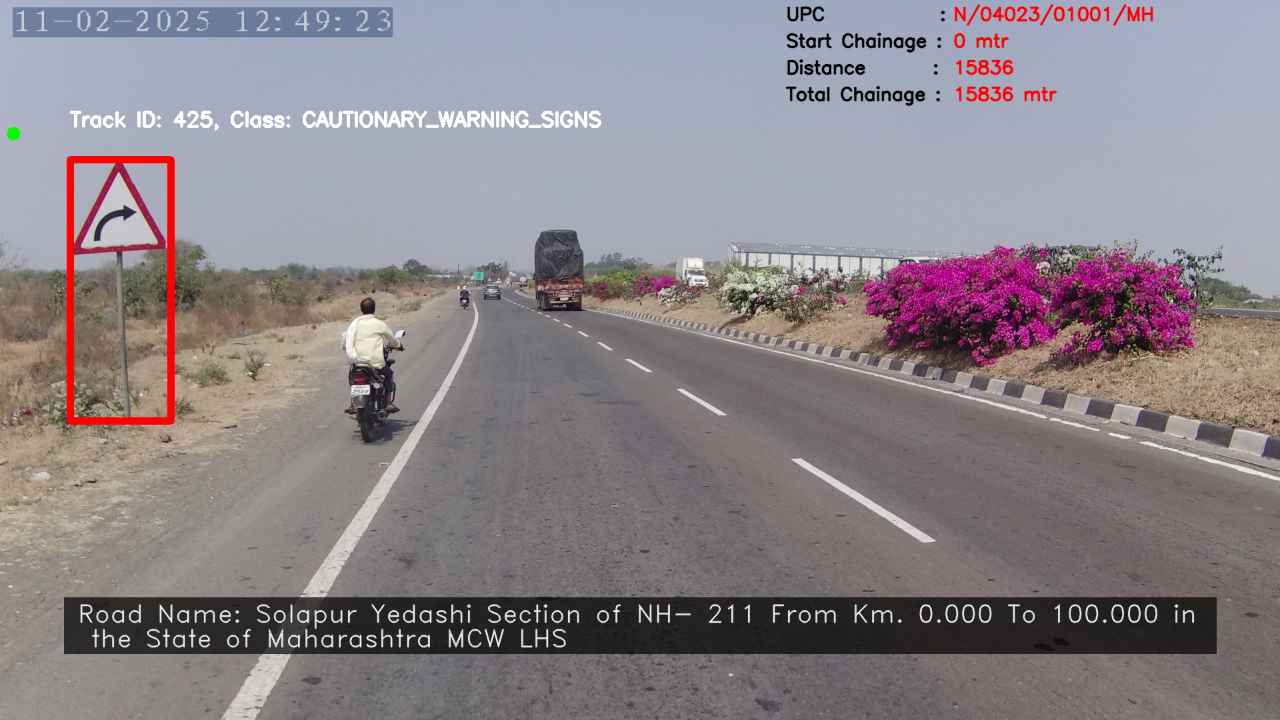 11-02-2025 12:49:23
UPC : N/04023/01001/MH
Start Chainage : 0 mtr
Distance : 15836
Total Chainage : 15836 mtr
Track ID: 425, Class: CAUTIONARY_WARNING_SIGNS
Road Name: Solapur Yedashi Section of NH- 211 From Km. 0.000 To 100.000 in
the State of Maharashtra MCW LHS